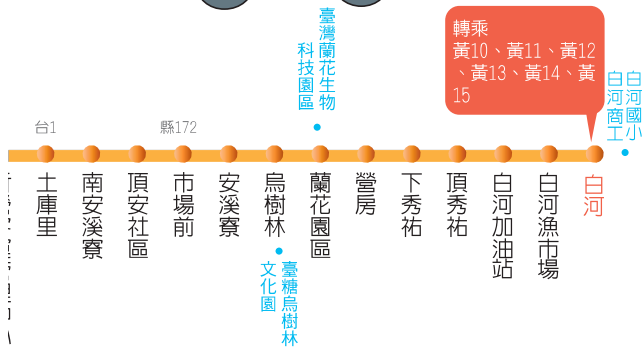 臺灣蘭花生物
科技園區
轉乘
黃10、黃11、黃12
、黃13、黃14、黃
15
白河國小
白河商工
台1
縣172
土庫里
南安溪寮
頂安社區
市場前
安溪寮
烏樹林
蘭花園區
營房
下秀祐
頂秀祐
白河加油站
白河漁市場
白河
臺糖烏樹林
文化園